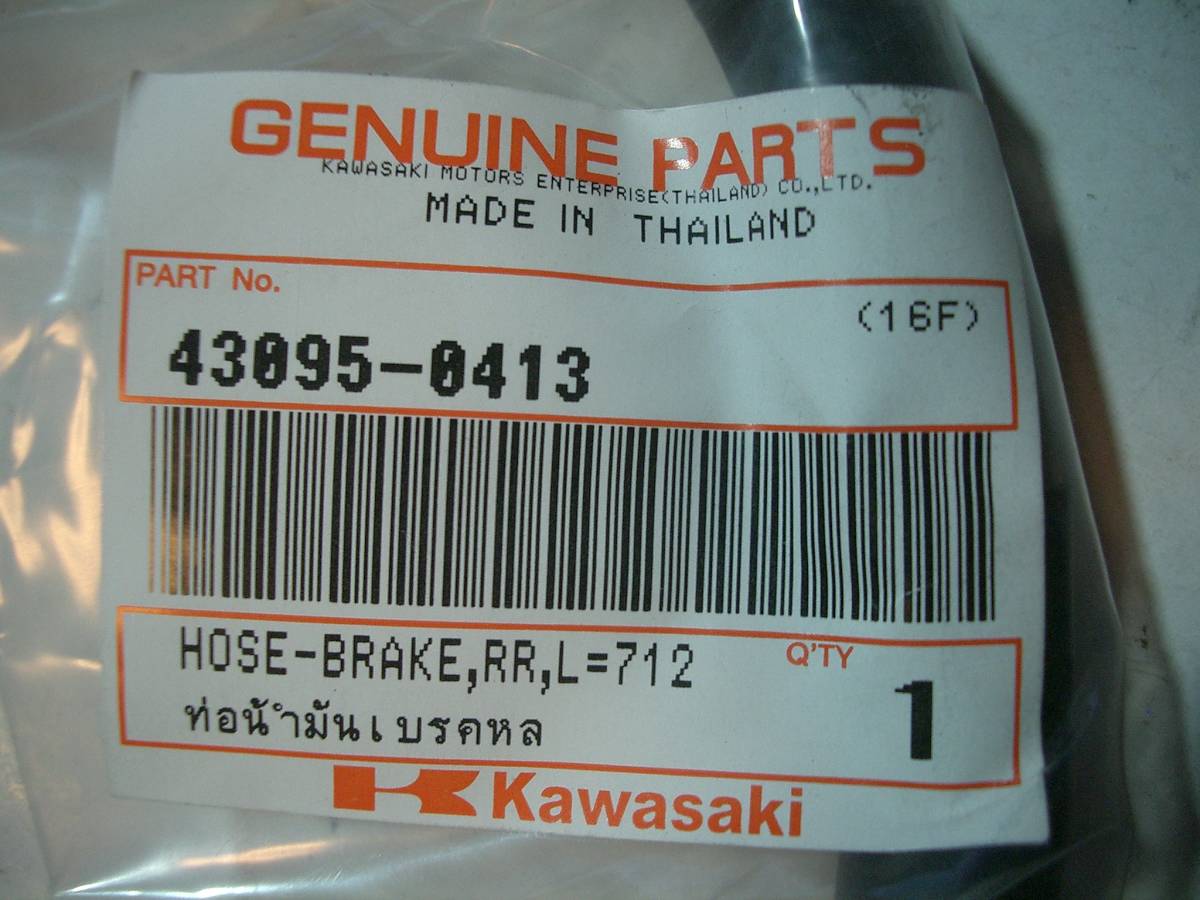 GENUINE PARTS
KAWASAKI MOTORS ENTERPRISE(THAILAND) CO.,LTD.
MADE IN THAILAND
PART No.
(16F)
43095-0413
HOSE-BRAKE,RR,L=712
Q'TY
1
ท่อน้ำมันเบรคหล
Kawasaki